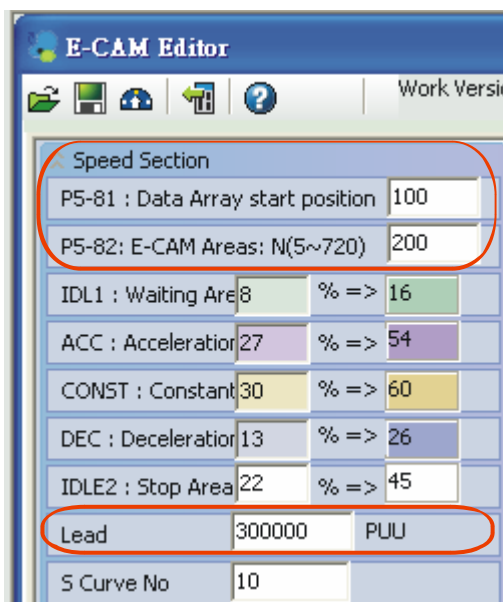 E-CAM Editor
Work Versi
Speed Section
P5-81 : Data Array start position 100
P5-82: E-CAM Areas: N(5~720) 200
IDL1 : Waiting Are 8 % => 16
ACC : Acceleration 27 % => 54
CONST : Constant 30 % => 60
DEC : Deceleration 13 % => 26
IDLE2 : Stop Area 22 % => 45
Lead 300000 PUU
S Curve No 10